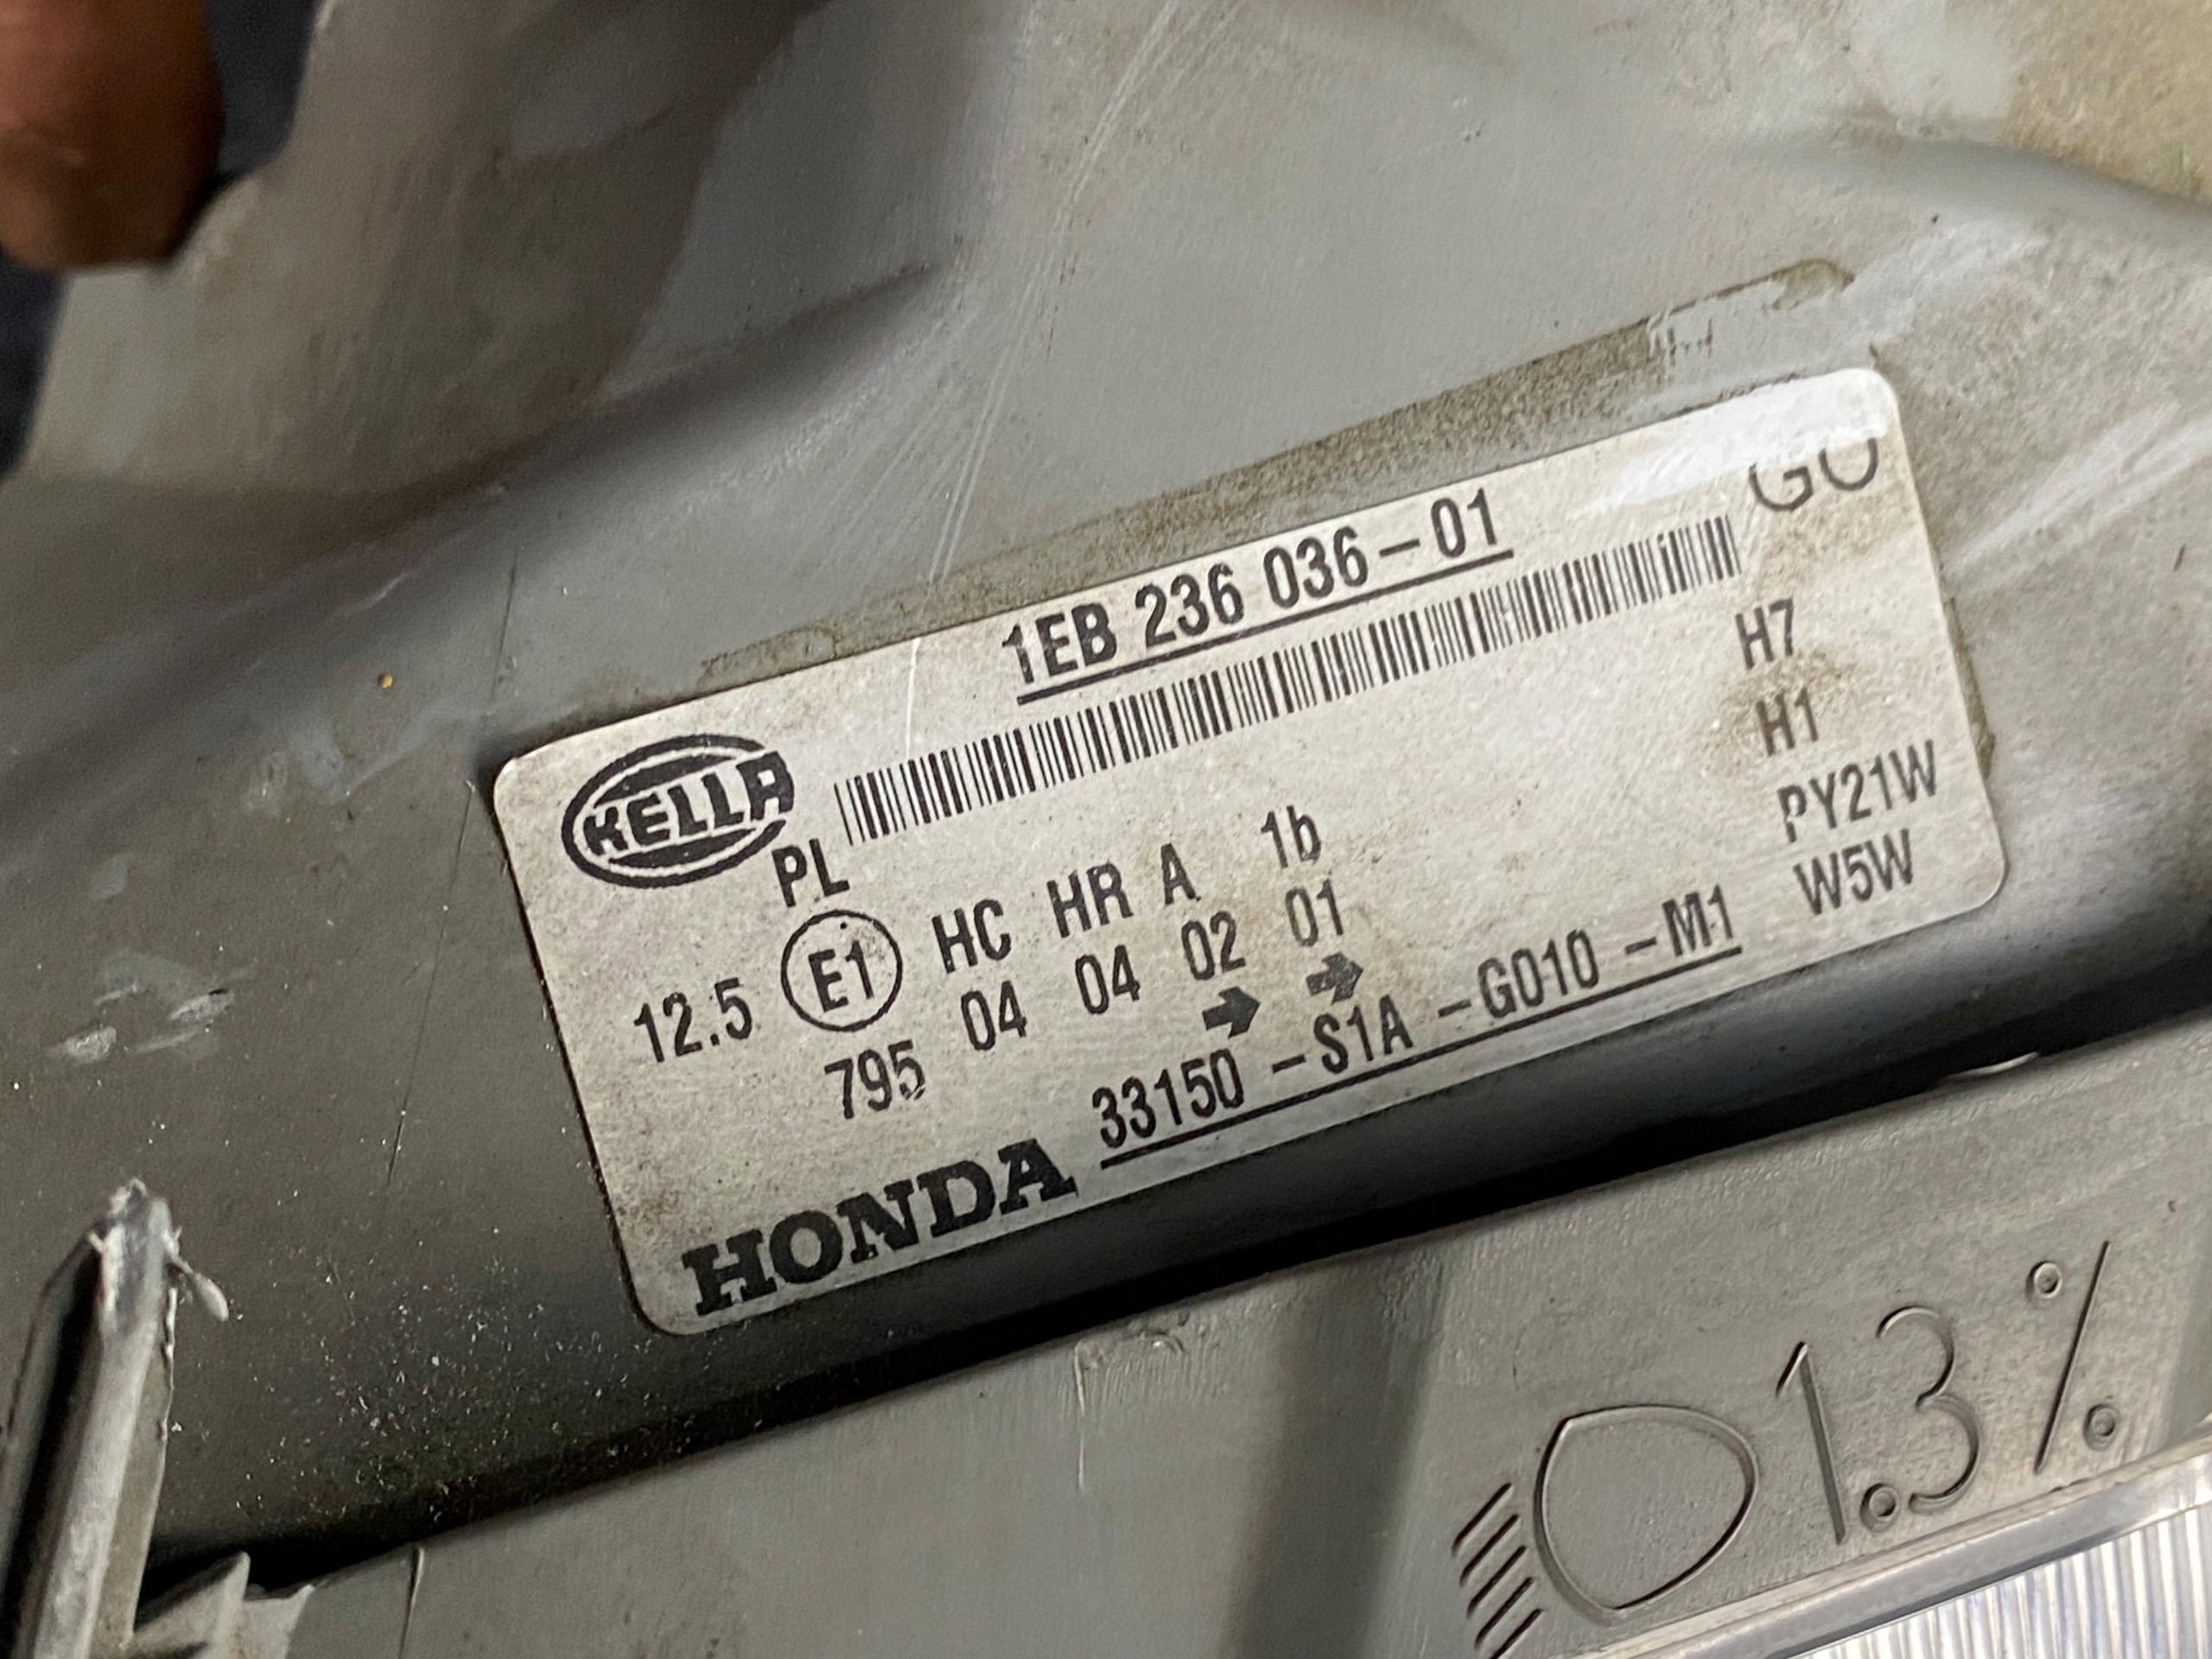 1EB 236 036-01
GO
HELLA
H7
H1
PY21W
W5W
PL
HC HR A 1b
12.5 E1
04 04 02 01
795
→ →
HONDA 33150-S1A-G010-M1
1.3%